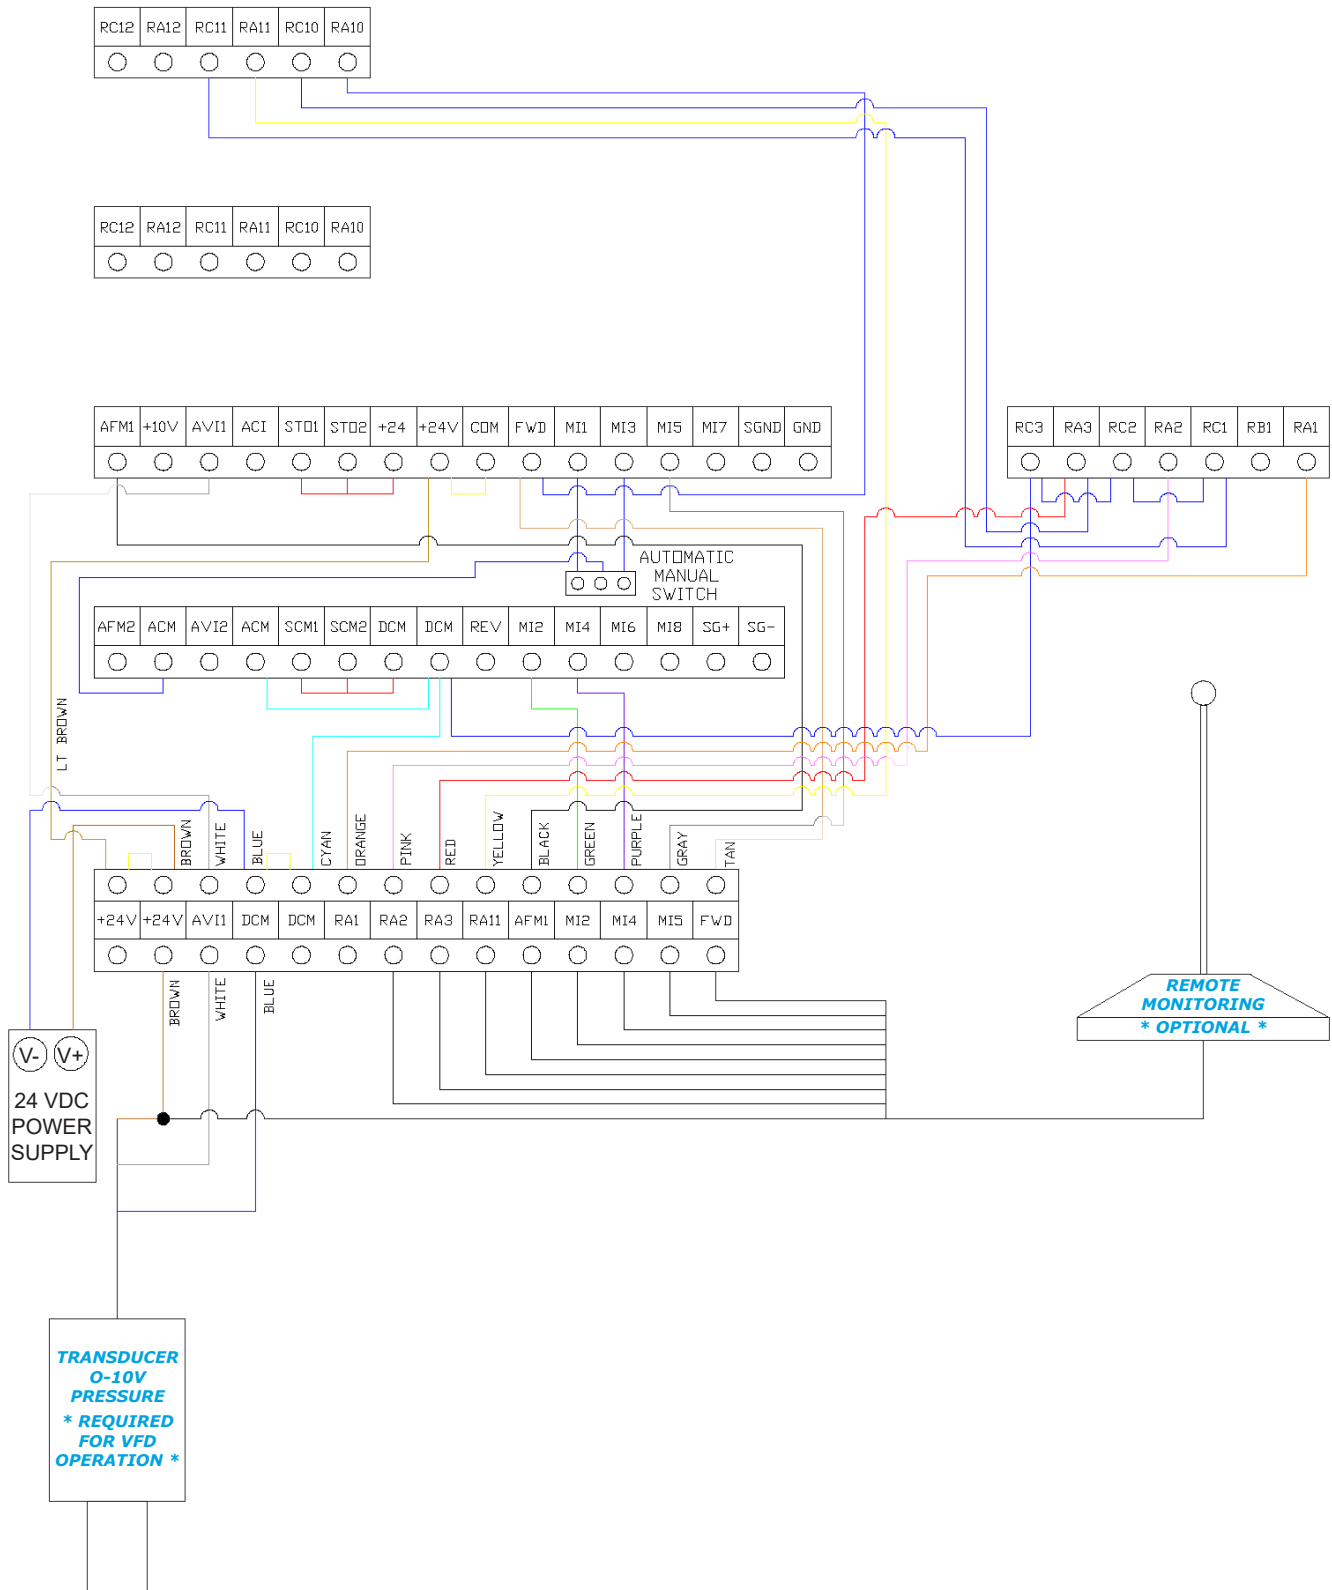 RC12 RA12 RC11 RA11 RC10 RA10
RC12 RA12 RC11 RA11 RC10 RA10
AFM1 +10V AVI1 ACI STO1 STO2 +24 +24V COM FWD MI1 MI3 MI5 MI7 SGND GND
RC3 RA3 RC2 RA2 RC1 RB1 RA1
AUTOMATIC
MANUAL
SWITCH
AFM2 ACM AVI2 ACM SCM1 SCM2 DCM DCM REV MI2 MI4 MI6 MI8 SG+ SG-
LT BROWN
BROWN
WHITE
BLUE
CYAN
ORANGE
PINK
RED
YELLOW
BLACK
GREEN
PURPLE
GRAY
TAN
+24V +24V AVI1 DCM DCM RA1 RA2 RA3 RA11 AFM1 MI2 MI4 MI5 FWD
BROWN
WHITE
BLUE
REMOTE
MONITORING
* OPTIONAL *
V- V+
24 VDC
POWER
SUPPLY
TRANSDUCER
O-10V
PRESSURE
* REQUIRED
FOR VFD
OPERATION *